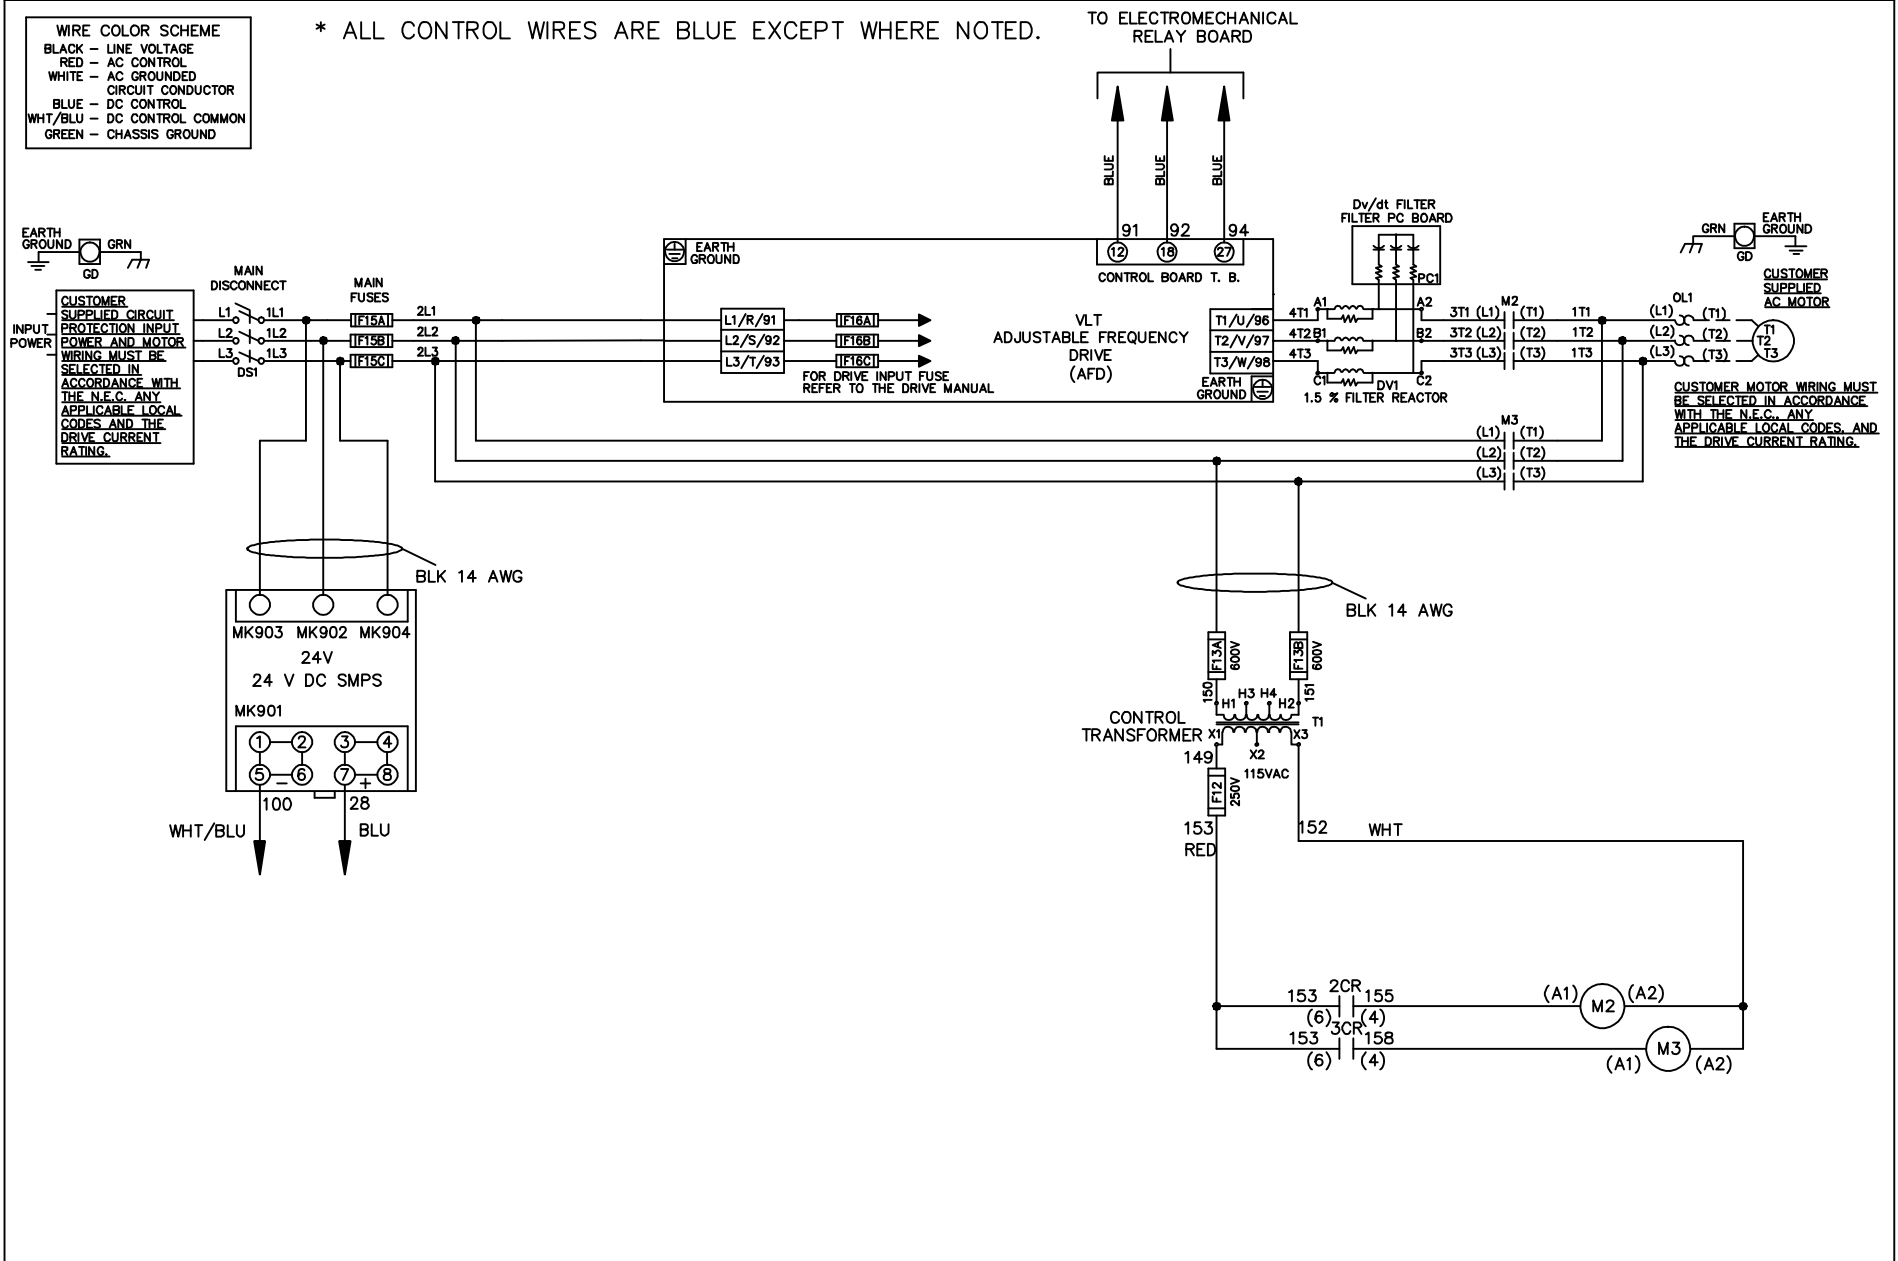 WIRE COLOR SCHEME
BLACK – LINE VOLTAGE
RED – AC CONTROL
WHITE – AC GROUNDED
CIRCUIT CONDUCTOR
BLUE – DC CONTROL
WHT/BLU – DC CONTROL COMMON
GREEN – CHASSIS GROUND
* ALL CONTROL WIRES ARE BLUE EXCEPT WHERE NOTED.
TO ELECTROMECHANICAL
RELAY BOARD
BLUE
BLUE
BLUE
91 92 94
12 18 27
CONTROL BOARD T. B.
EARTH
GROUND
GRN
GD
MAIN
DISCONNECT
L1 1L1
L2 1L2
L3 1L3
DS1
INPUT
POWER
CUSTOMER
SUPPLIED CIRCUIT
PROTECTION INPUT
POWER AND MOTOR
WIRING MUST BE
SELECTED IN
ACCORDANCE WITH
THE N.E.C. ANY
APPLICABLE LOCAL
CODES AND THE
DRIVE CURRENT
RATING.
MAIN
FUSES
F15A 2L1
F15B 2L2
F15C 2L3
EARTH
GROUND
L1/R/91 F16A
L2/S/92 F16B
L3/T/93 F16C
FOR DRIVE INPUT FUSE
REFER TO THE DRIVE MANUAL
VLT
ADJUSTABLE FREQUENCY
DRIVE
(AFD)
T1/U/96
T2/V/97
T3/W/98
EARTH
GROUND
Dv/dt FILTER
FILTER PC BOARD
PC1
4T1 A1 A2 3T1 (L1) M2 (T1) 1T1
4T2 B1 B2 3T2 (L2) (T2) 1T2
4T3 C1 C2 3T3 (L3) (T3) 1T3
DV1
1.5 % FILTER REACTOR
GRN
GD
EARTH
GROUND
CUSTOMER
SUPPLIED
AC MOTOR
OL1
(L1) (T1)
(L2) (T2)
(L3) (T3)
T1
T2
T3
CUSTOMER MOTOR WIRING MUST
BE SELECTED IN ACCORDANCE
WITH THE N.E.C., ANY
APPLICABLE LOCAL CODES, AND
THE DRIVE CURRENT RATING.
M3
(L1) (T1)
(L2) (T2)
(L3) (T3)
BLK 14 AWG
MK903 MK902 MK904
24V
24 V DC SMPS
MK901
1 2 3 4
5 – 6 7 + 8
100 28
WHT/BLU BLU
BLK 14 AWG
F13A 600V
F13B 600V
150 151
H1 H3 H4 H2
T1
CONTROL
TRANSFORMER
X1 X2 X3
149
115VAC
F12 250V
153
RED
152 WHT
2CR
153 155 (A1) M2 (A2)
(6) (4)
3CR
153 158 M3
(6) (4) (A1) (A2)